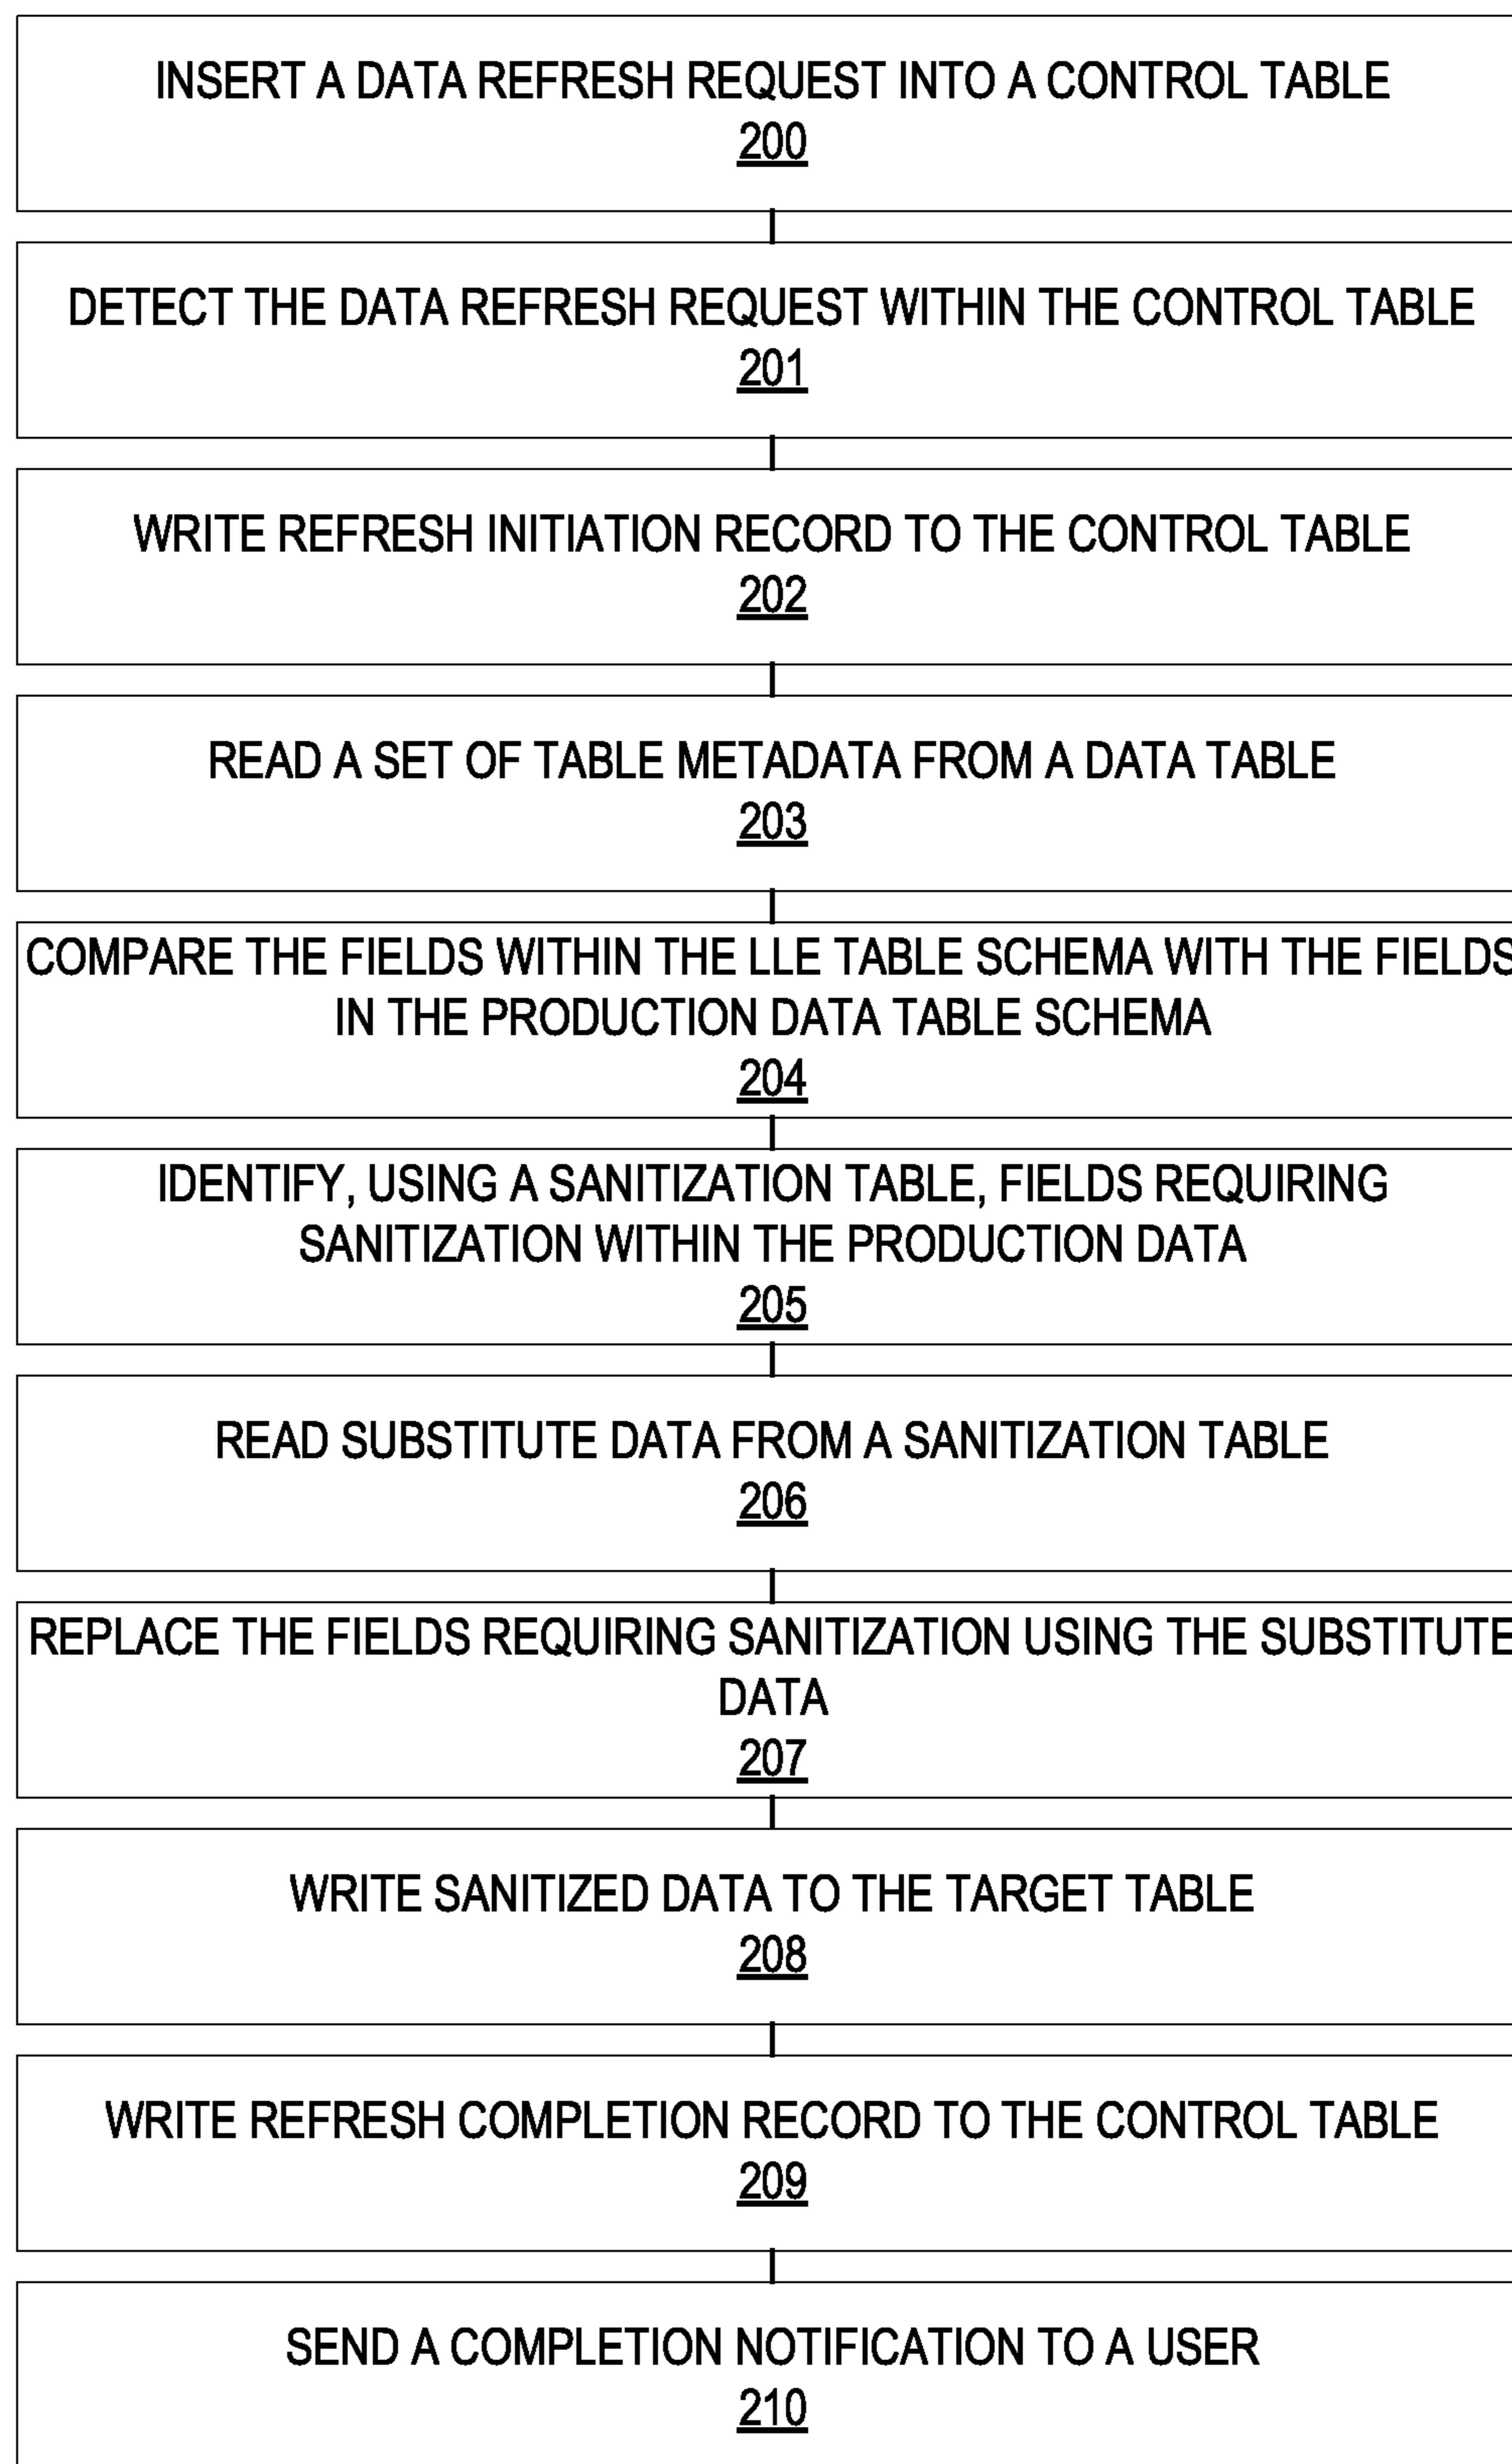 INSERT A DATA REFRESH REQUEST INTO A CONTROL TABLE
200
DETECT THE DATA REFRESH REQUEST WITHIN THE CONTROL TABLE
201
WRITE REFRESH INITIATION RECORD TO THE CONTROL TABLE
202
READ A SET OF TABLE METADATA FROM A DATA TABLE
203
COMPARE THE FIELDS WITHIN THE LLE TABLE SCHEMA WITH THE FIELDS
IN THE PRODUCTION DATA TABLE SCHEMA
204
IDENTIFY, USING A SANITIZATION TABLE, FIELDS REQUIRING
SANITIZATION WITHIN THE PRODUCTION DATA
205
READ SUBSTITUTE DATA FROM A SANITIZATION TABLE
206
REPLACE THE FIELDS REQUIRING SANITIZATION USING THE SUBSTITUTE
DATA
207
WRITE SANITIZED DATA TO THE TARGET TABLE
208
WRITE REFRESH COMPLETION RECORD TO THE CONTROL TABLE
209
SEND A COMPLETION NOTIFICATION TO A USER
210